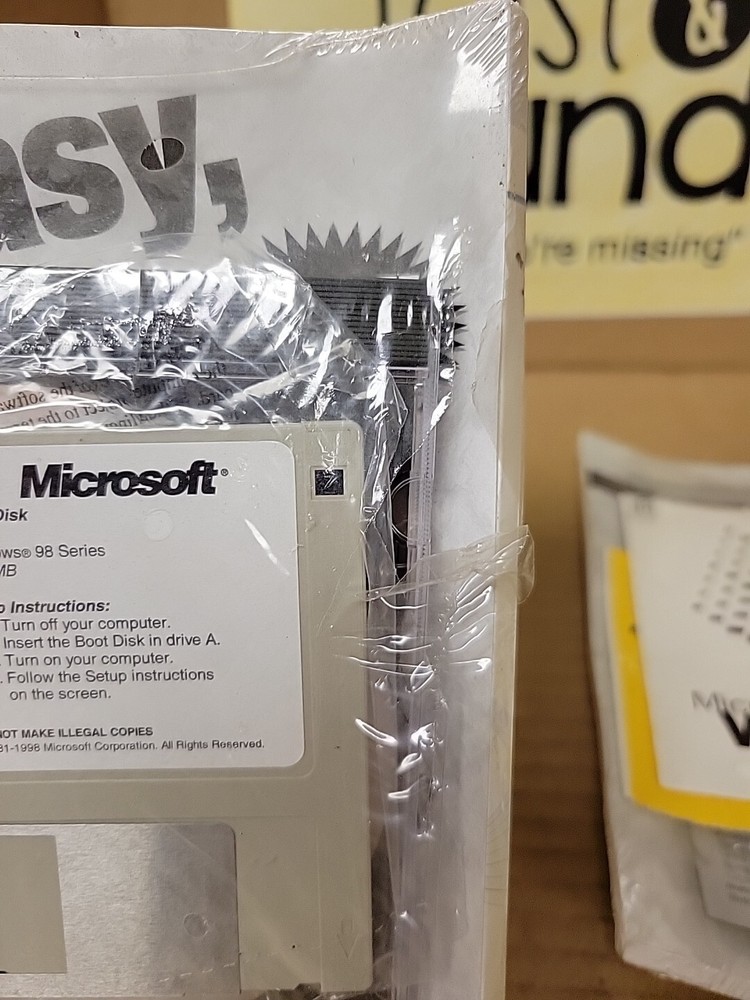 asy,
ost &
und
're missing"
Microsoft®
Disk
ws® 98 Series
MB
p Instructions:
Turn off your computer.
Insert the Boot Disk in drive A.
Turn on your computer.
. Follow the Setup instructions
on the screen.
NOT MAKE ILLEGAL COPIES
81-1998 Microsoft Corporation. All Rights Reserved.
Mic